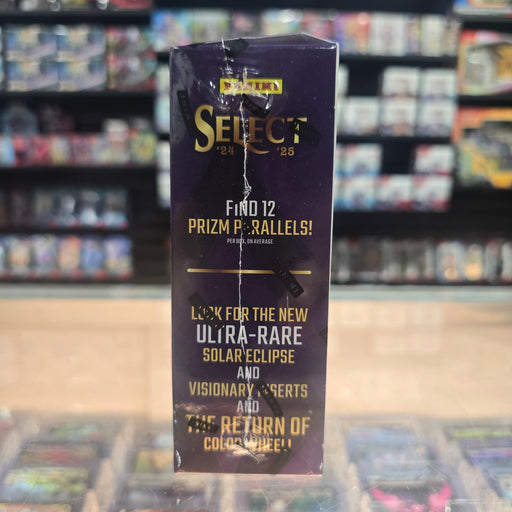 PANINI
SELECT
'24 '25
FIND 12
PRIZM PARALLELS!
PER BOX, ON AVERAGE
LOOK FOR THE NEW
ULTRA-RARE
SOLAR ECLIPSE
AND
VISIONARY INSERTS
AND
THE RETURN OF
COLOR WHEEL!